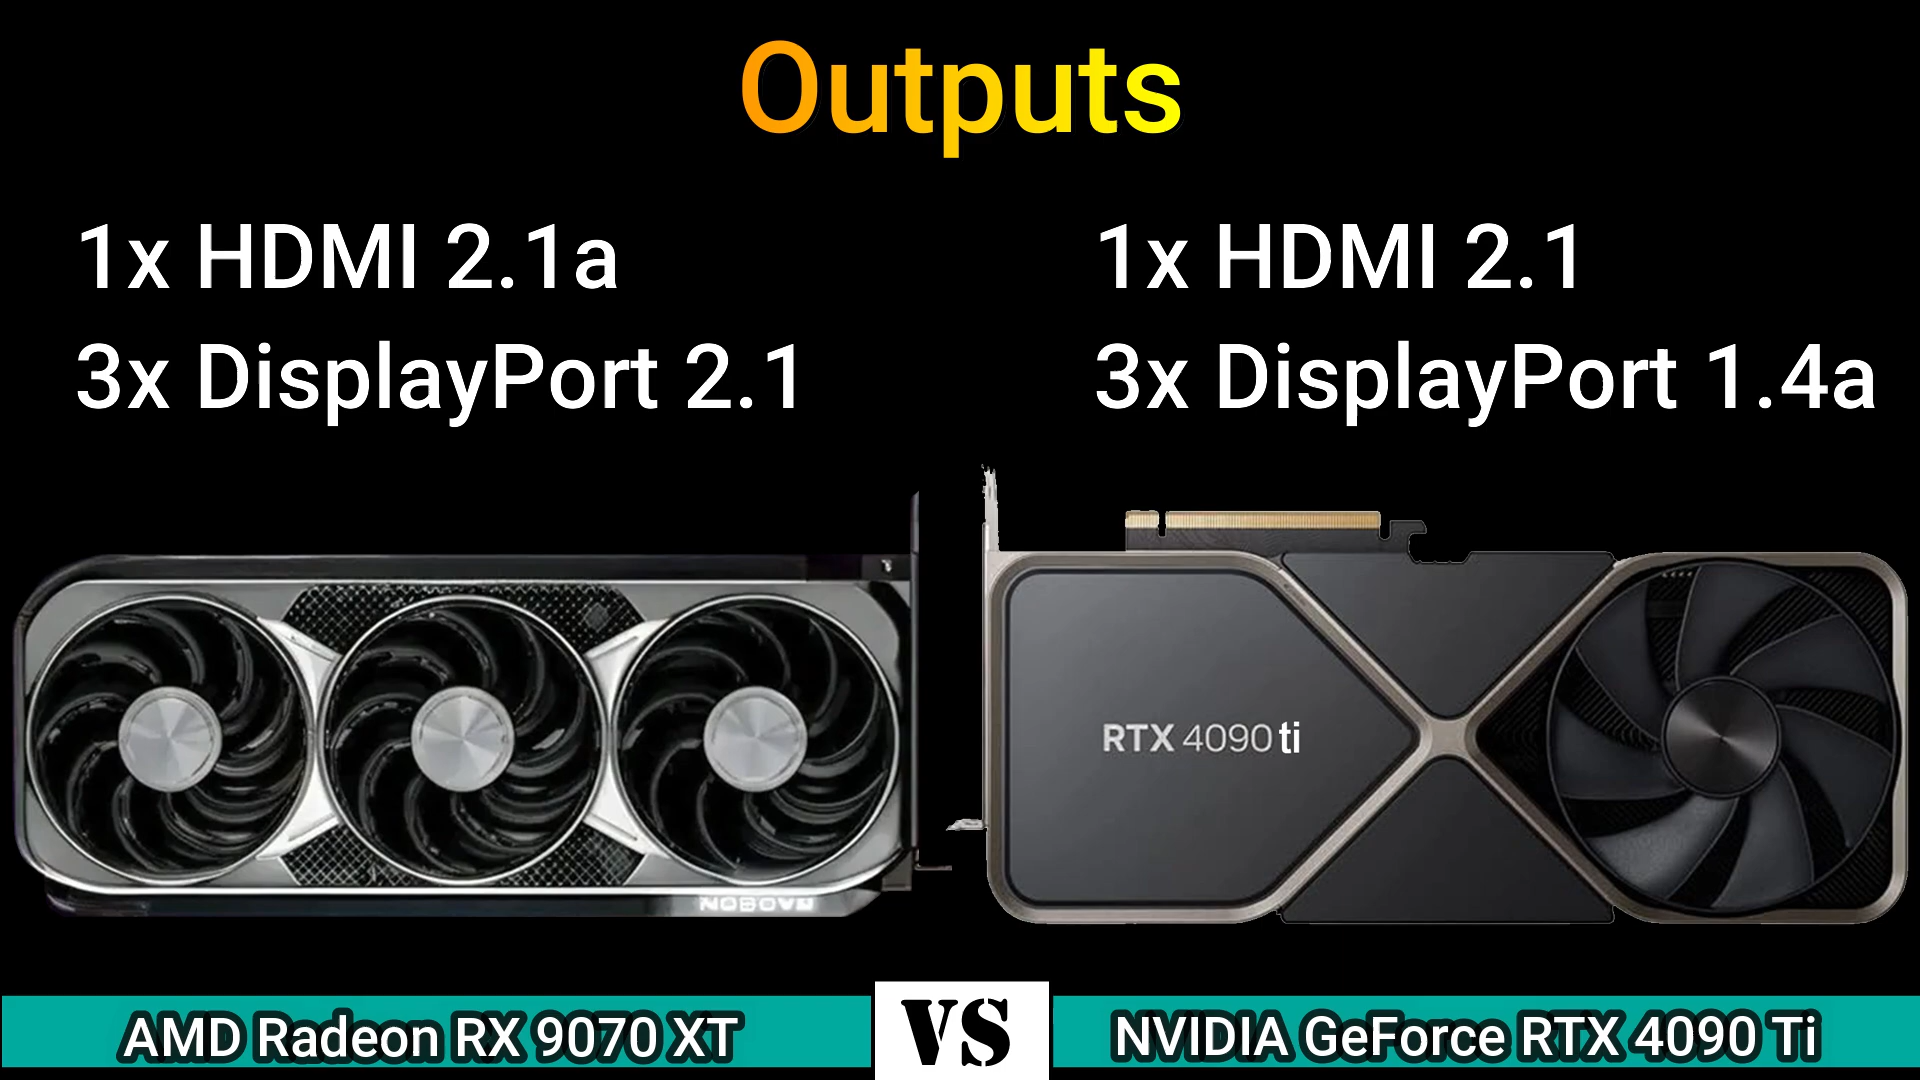 Outputs
1x HDMI 2.1a
3x DisplayPort 2.1
1x HDMI 2.1
3x DisplayPort 1.4a
RTX 4090 ti
AMD Radeon RX 9070 XT
VS
NVIDIA GeForce RTX 4090 Ti